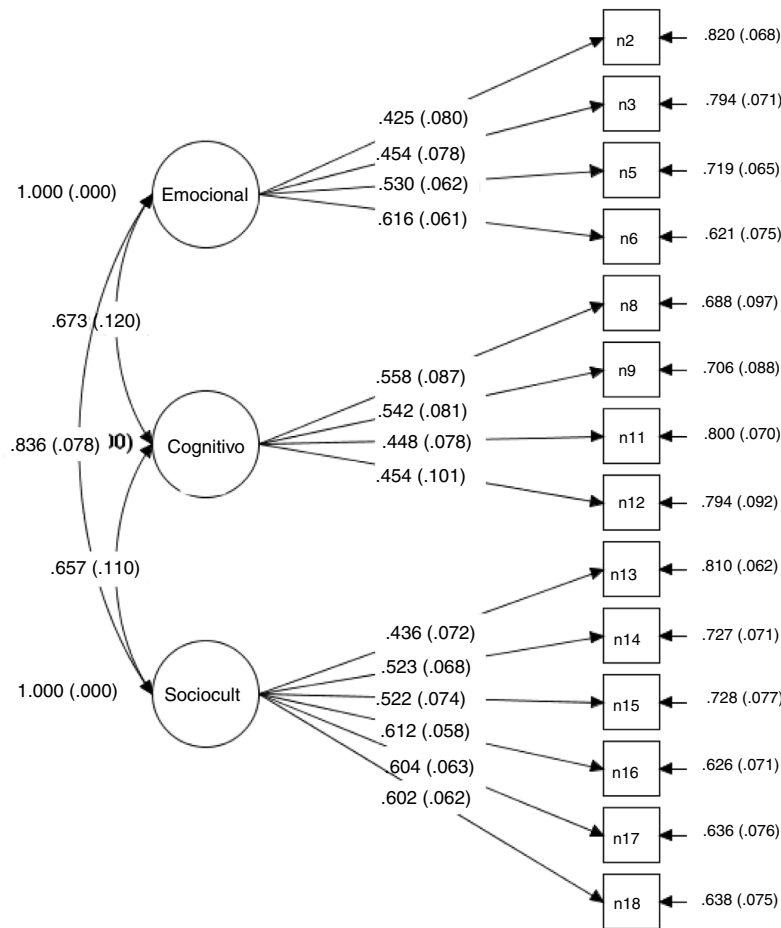 n2
.820 (.068)
n3
.794 (.071)
.425 (.080)
.454 (.078)
n5
.719 (.065)
.530 (.062)
1.000 (.000)
Emocional
.616 (.061)
n6
.621 (.075)
n8
.688 (.097)
.673 (.120)
n9
.706 (.088)
.558 (.087)
.542 (.081)
n11
.800 (.070)
.836 (.078)
Cognitivo
.448 (.078)
.454 (.101)
n12
.794 (.092)
n13
.810 (.062)
.657 (.110)
n14
.727 (.071)
.436 (.072)
.523 (.068)
1.000 (.000)
Sociocult
.522 (.074)
n15
.728 (.077)
.612 (.058)
n16
.626 (.071)
.604 (.063)
.602 (.062)
n17
.636 (.076)
n18
.638 (.075)